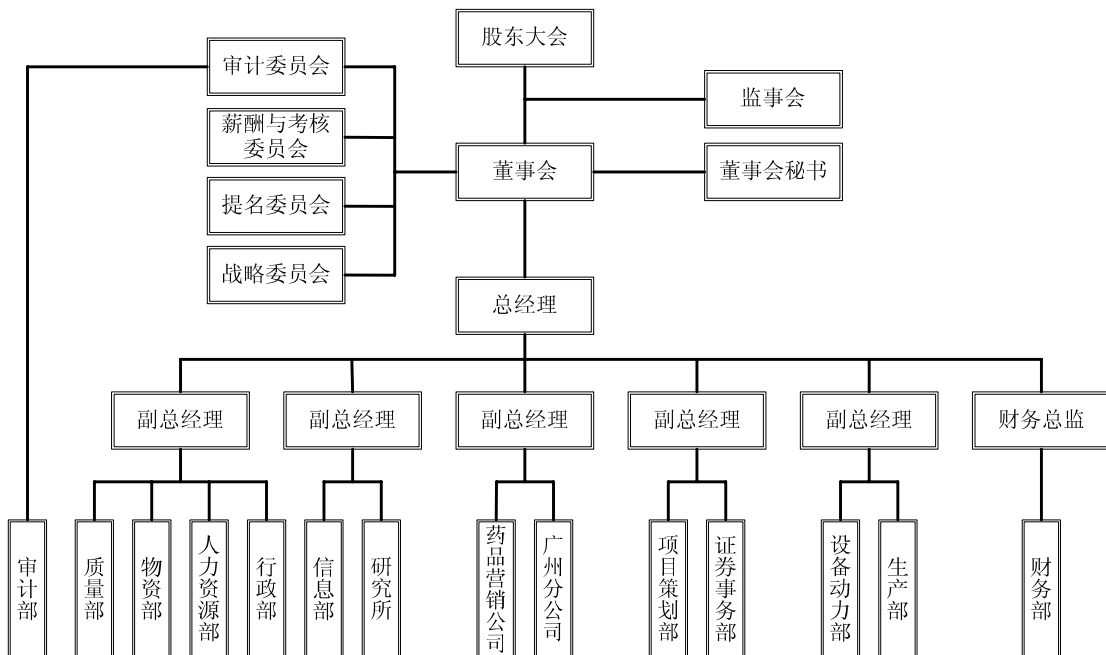 股东大会
审计委员会
监事会
薪酬与考核
委员会
董事会
董事会秘书
提名委员会
战略委员会
总经理
副总经理
副总经理
副总经理
副总经理
副总经理
财务总监
审计部
质量部
物资部
人力资源部
行政部
信息部
研究所
药品营销公司
广州分公司
项目策划部
证券事务部
设备动力部
生产部
财务部